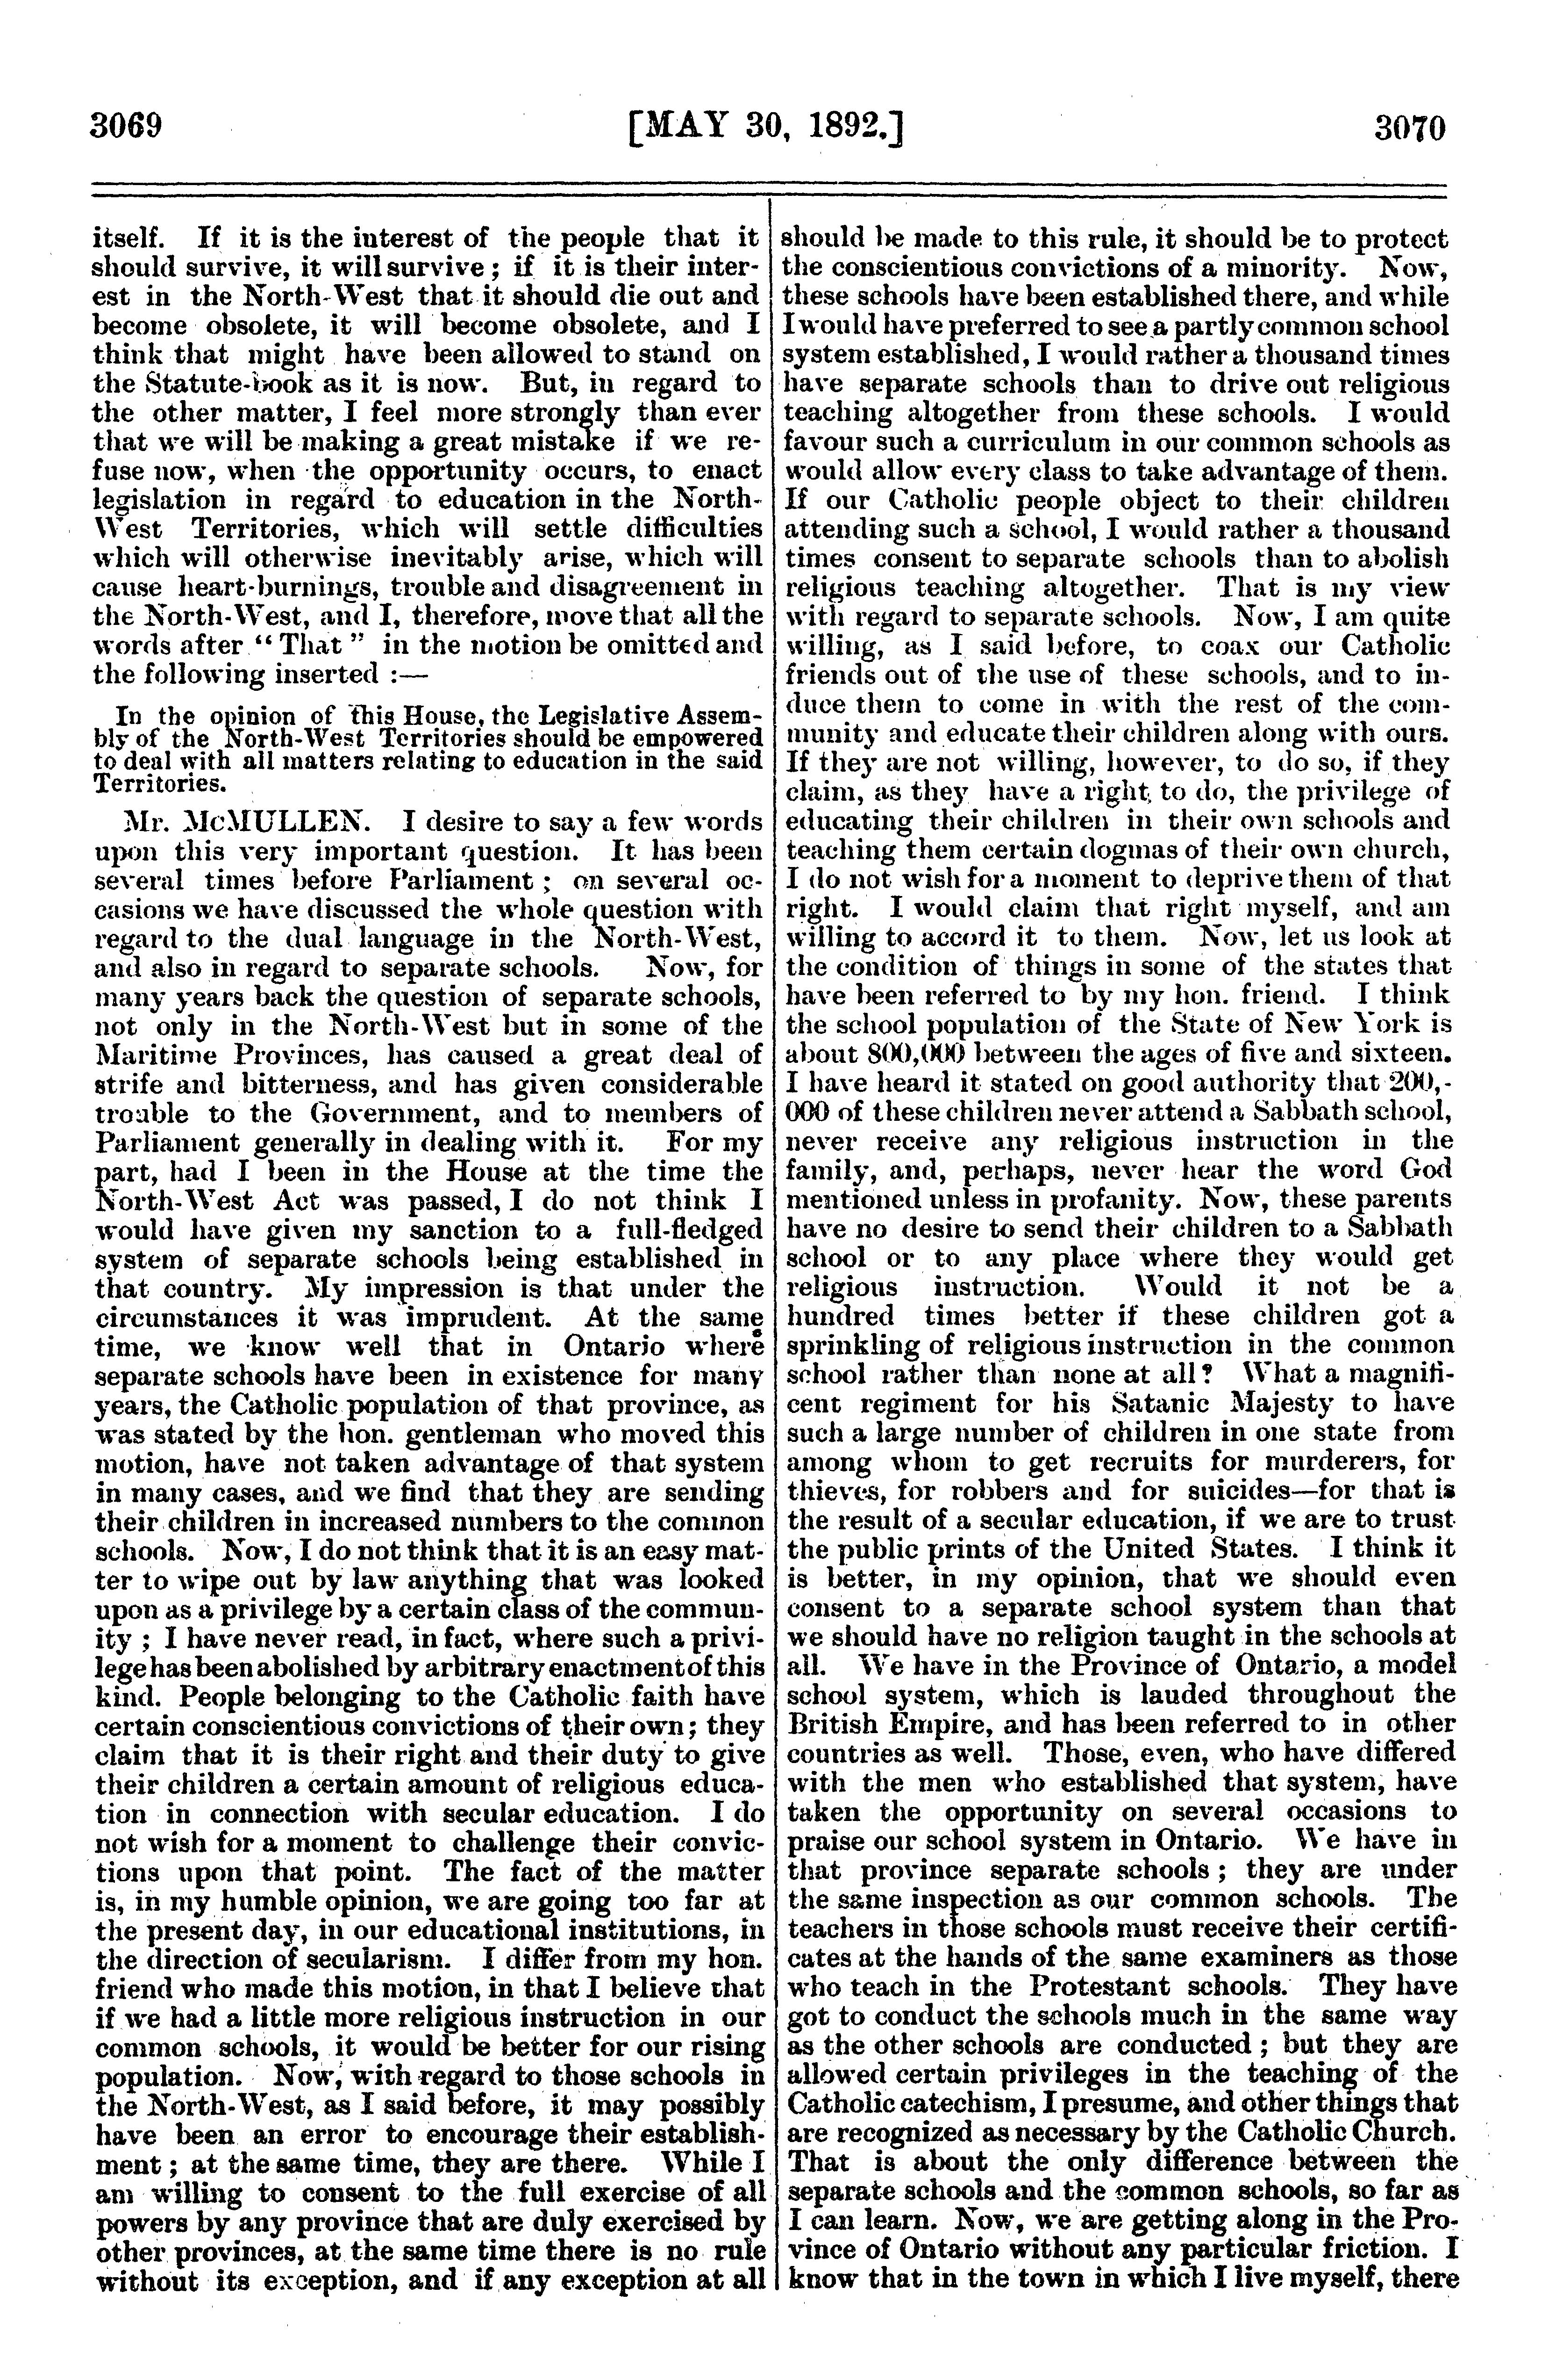 3069
[MAY 30, 1892.]
3070
itself. If it is the interest of the people that it
should survive, it will survive ; if it is their inter-
est in the North-West that it should die out and
become obsolete, it will become obsolete, and I
think that might have been allowed to stand on
the Statute-book as it is now. But, in regard to
the other matter, I feel more strongly than ever
that we will be making a great mistake if we re-
fuse now, when the opportunity occurs, to enact
legislation in regard to education in the North-
West Territories, which will settle difficulties
which will otherwise inevitably arise, which will
cause heart-burnings, trouble and disagreement in
the North-West, and I, therefore, move that all the
words after " That " in the motion be omitted and
the following inserted :—
In the opinion of this House, the Legislative Assem-
bly of the North-West Territories should be empowered
to deal with all matters relating to education in the said
Territories.
Mr. McMULLEN. I desire to say a few words
upon this very important question. It has been
several times before Parliament ; on several oc-
casions we have discussed the whole question with
regard to the dual language in the North-West,
and also in regard to separate schools. Now, for
many years back the question of separate schools,
not only in the North-West but in some of the
Maritime Provinces, has caused a great deal of
strife and bitterness, and has given considerable
trouble to the Government, and to members of
Parliament generally in dealing with it. For my
part, had I been in the House at the time the
North-West Act was passed, I do not think I
would have given my sanction to a full-fledged
system of separate schools being established in
that country. My impression is that under the
circumstances it was imprudent. At the same
time, we know well that in Ontario where
separate schools have been in existence for many
years, the Catholic population of that province, as
was stated by the hon. gentleman who moved this
motion, have not taken advantage of that system
in many cases, and we find that they are sending
their children in increased numbers to the common
schools. Now, I do not think that it is an easy mat-
ter to wipe out by law anything that was looked
upon as a privilege by a certain class of the commun-
ity ; I have never read, in fact, where such a privi-
lege has been abolished by arbitrary enactment of this
kind. People belonging to the Catholic faith have
certain conscientious convictions of their own ; they
claim that it is their right and their duty to give
their children a certain amount of religious educa-
tion in connection with secular education. I do
not wish for a moment to challenge their convic-
tions upon that point. The fact of the matter
is, in my humble opinion, we are going too far at
the present day, in our educational institutions, in
the direction of secularism. I differ from my hon.
friend who made this motion, in that I believe that
if we had a little more religious instruction in our
common schools, it would be better for our rising
population. Now, with regard to those schools in
the North-West, as I said before, it may possibly
have been an error to encourage their establish-
ment ; at the same time, they are there. While I
am willing to consent to the full exercise of all
powers by any province that are duly exercised by
other provinces, at the same time there is no rule
without its exception, and if any exception at all
should be made to this rule, it should be to protect
the conscientious convictions of a minority. Now,
these schools have been established there, and while
I would have preferred to see a partly common school
system established, I would rather a thousand times
have separate schools than to drive out religious
teaching altogether from these schools. I would
favour such a curriculum in our common schools as
would allow every class to take advantage of them.
If our Catholic people object to their children
attending such a school, I would rather a thousand
times consent to separate schools than to abolish
religious teaching altogether. That is my view
with regard to separate schools. Now, I am quite
willing, as I said before, to coax our Catholic
friends out of the use of these schools, and to in-
duce them to come in with the rest of the com-
munity and educate their children along with ours.
If they are not willing, however, to do so, if they
claim, as they have a right to do, the privilege of
educating their children in their own schools and
teaching them certain dogmas of their own church,
I do not wish for a moment to deprive them of that
right. I would claim that right myself, and am
willing to accord it to them. Now, let us look at
the condition of things in some of the states that
have been referred to by my hon. friend. I think
the school population of the State of New York is
about 800,000 between the ages of five and sixteen.
I have heard it stated on good authority that 200,-
000 of these children never attend a Sabbath school,
never receive any religious instruction in the
family, and, perhaps, never hear the word God
mentioned unless in profanity. Now, these parents
have no desire to send their children to a Sabbath
school or to any place where they would get
religious instruction. Would it not be a
hundred times better if these children got a
sprinkling of religious instruction in the common
school rather than none at all? What a magnifi-
cent regiment for his Satanic Majesty to have
such a large number of children in one state from
among whom to get recruits for murderers, for
thieves, for robbers and for suicides—for that is
the result of a secular education, if we are to trust
the public prints of the United States. I think it
is better, in my opinion, that we should even
consent to a separate school system than that
we should have no religion taught in the schools at
all. We have in the Province of Ontario, a model
school system, which is lauded throughout the
British Empire, and has been referred to in other
countries as well. Those, even, who have differed
with the men who established that system, have
taken the opportunity on several occasions to
praise our school system in Ontario. We have in
that province separate schools ; they are under
the same inspection as our common schools. The
teachers in those schools must receive their certifi-
cates at the hands of the same examiners as those
who teach in the Protestant schools. They have
got to conduct the schools much in the same way
as the other schools are conducted ; but they are
allowed certain privileges in the teaching of the
Catholic catechism, I presume, and other things that
are recognized as necessary by the Catholic Church.
That is about the only difference between the
separate schools and the common schools, so far as
I can learn. Now, we are getting along in the Pro-
vince of Ontario without any particular friction. I
know that in the town in which I live myself, there